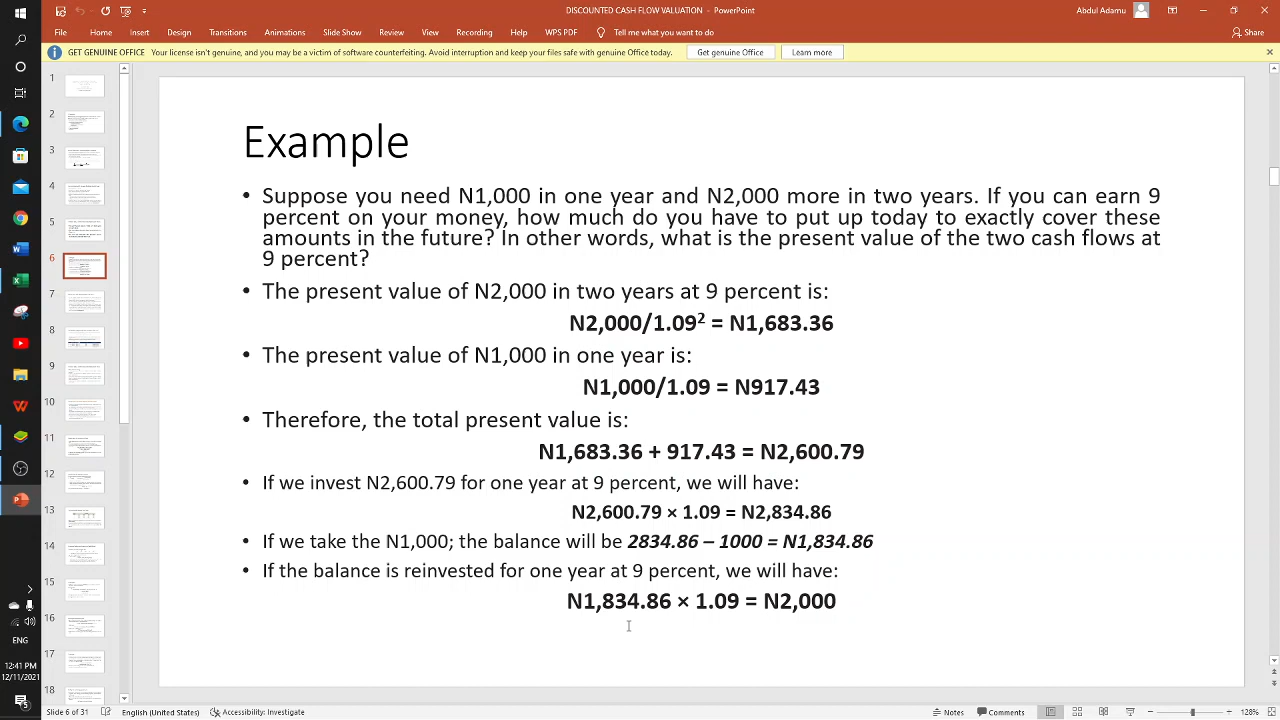 DISCOUNTED CASH FLOW VALUATION - PowerPoint
Abdul Adamu
File Home Insert Design Transitions Animations Slide Show Review View Recording Help WPS PDF Tell me what you want to do Share
GET GENUINE OFFICE Your license isn't genuine, and you may be a victim of software counterfeiting. Avoid interruption and keep your files safe with genuine Office today. Get genuine Office Learn more
1
2
3
6
7
8
10
11
15
17
Example
• Suppose you need N1,000 in one year and N2,000 more in two years. If you can earn 9
percent on your money, how much do you have to put up today to exactly cover these
amounts in the future? In other words, what is the present value of the two cash flows at
9 percent?
• The present value of N2,000 in two years at 9 percent is:
N2,000/1.09² = N1,683.36
• The present value of N1,000 in one year is:
N1,000/1.09 = N917.43
• Therefore, the total present value is:
N1,683.36 + 917.43 = N2,600.79
• If we invest N2,600.79 for one year at 9 percent, we will have:
N2,600.79 × 1.09 = N2,834.86
• If we take the N1,000; the balance will be 2834.86 – 1000 = N1,834.86
• If the balance is reinvested for one year at 9 percent, we will have:
N1,834.86 × 1.09 = N2,000
ENG
12:41 PM
12/11/2021
Slide 6 of 31 English (United States) Accessibility: Investigate Notes Comments 128%